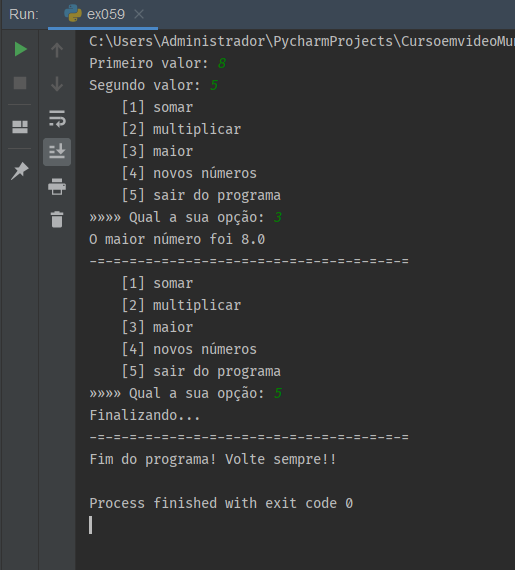 Run: ex059
C:\Users\Administrador\PycharmProjects\CursoemvideoMu
Primeiro valor: 8
Segundo valor: 5
    [1] somar
    [2] multiplicar
    [3] maior
    [4] novos números
    [5] sair do programa
»»»» Qual a sua opção: 3
O maior número foi 8.0
-=-=-=-=-=-=-=-=-=-=-=-=-=-=-=-=-=-=-=-=
    [1] somar
    [2] multiplicar
    [3] maior
    [4] novos números
    [5] sair do programa
»»»» Qual a sua opção: 5
Finalizando...
-=-=-=-=-=-=-=-=-=-=-=-=-=-=-=-=-=-=-=-=
Fim do programa! Volte sempre!!
Process finished with exit code 0